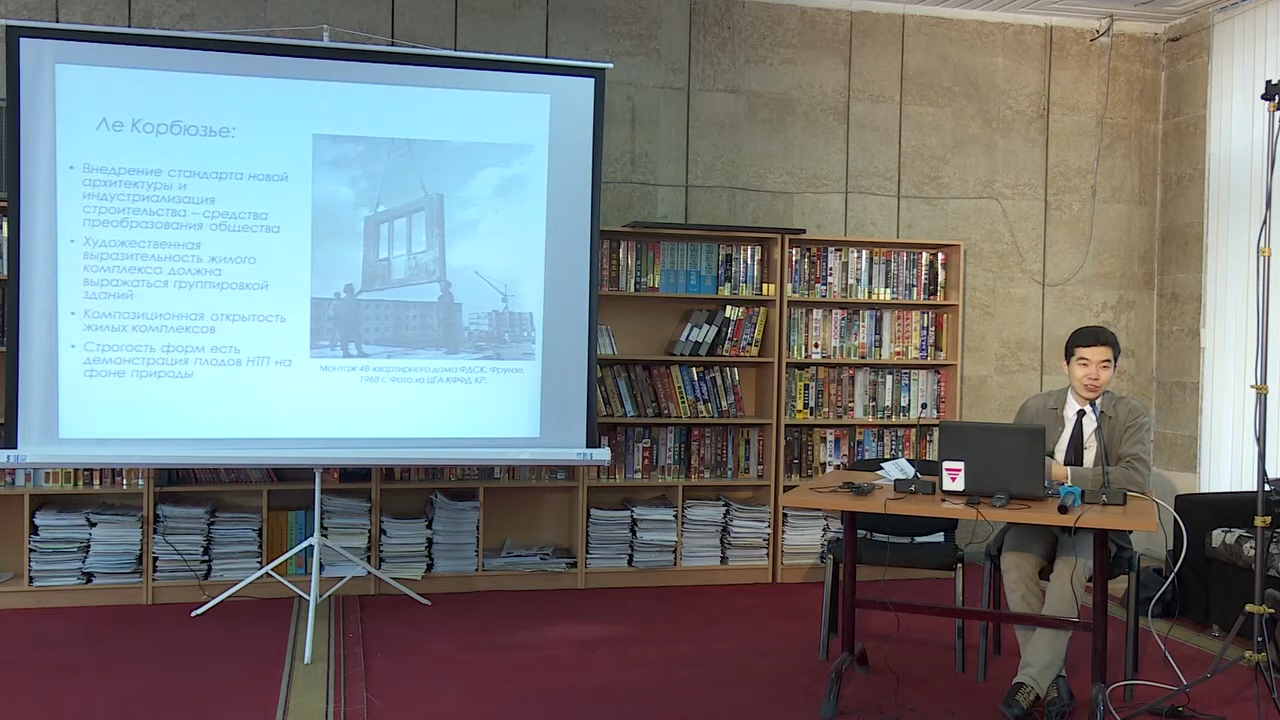 Ле Корбюзье:
• Внедрение стандарта новой
архитектуры и
индустриализация
строительства – средства
преобразования общества
• Художественная
выразительность жилого
комплекса должна
выражаться группировкой
зданий
• Композиционная открытость
жилых комплексов
• Строгость форм есть
демонстрация плодов НТП на
фоне природы
Монтаж 48-квартирного дома ФДСК. Фрунзе.
1968 г. Фото из ЦГА КФФД КР.